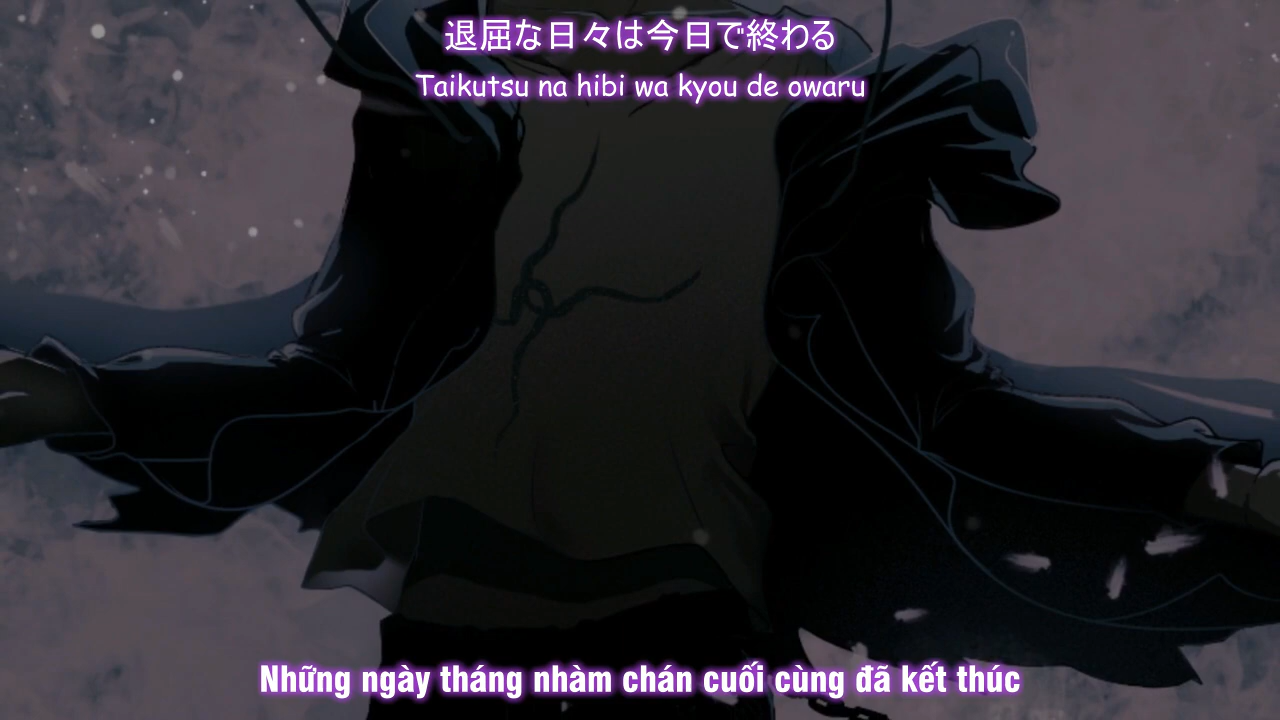 退屈な日々は今日で終わる
Taikutsu na hibi wa kyou de owaru
Những ngày tháng nhàm chán cuối cùng đã kết thúc